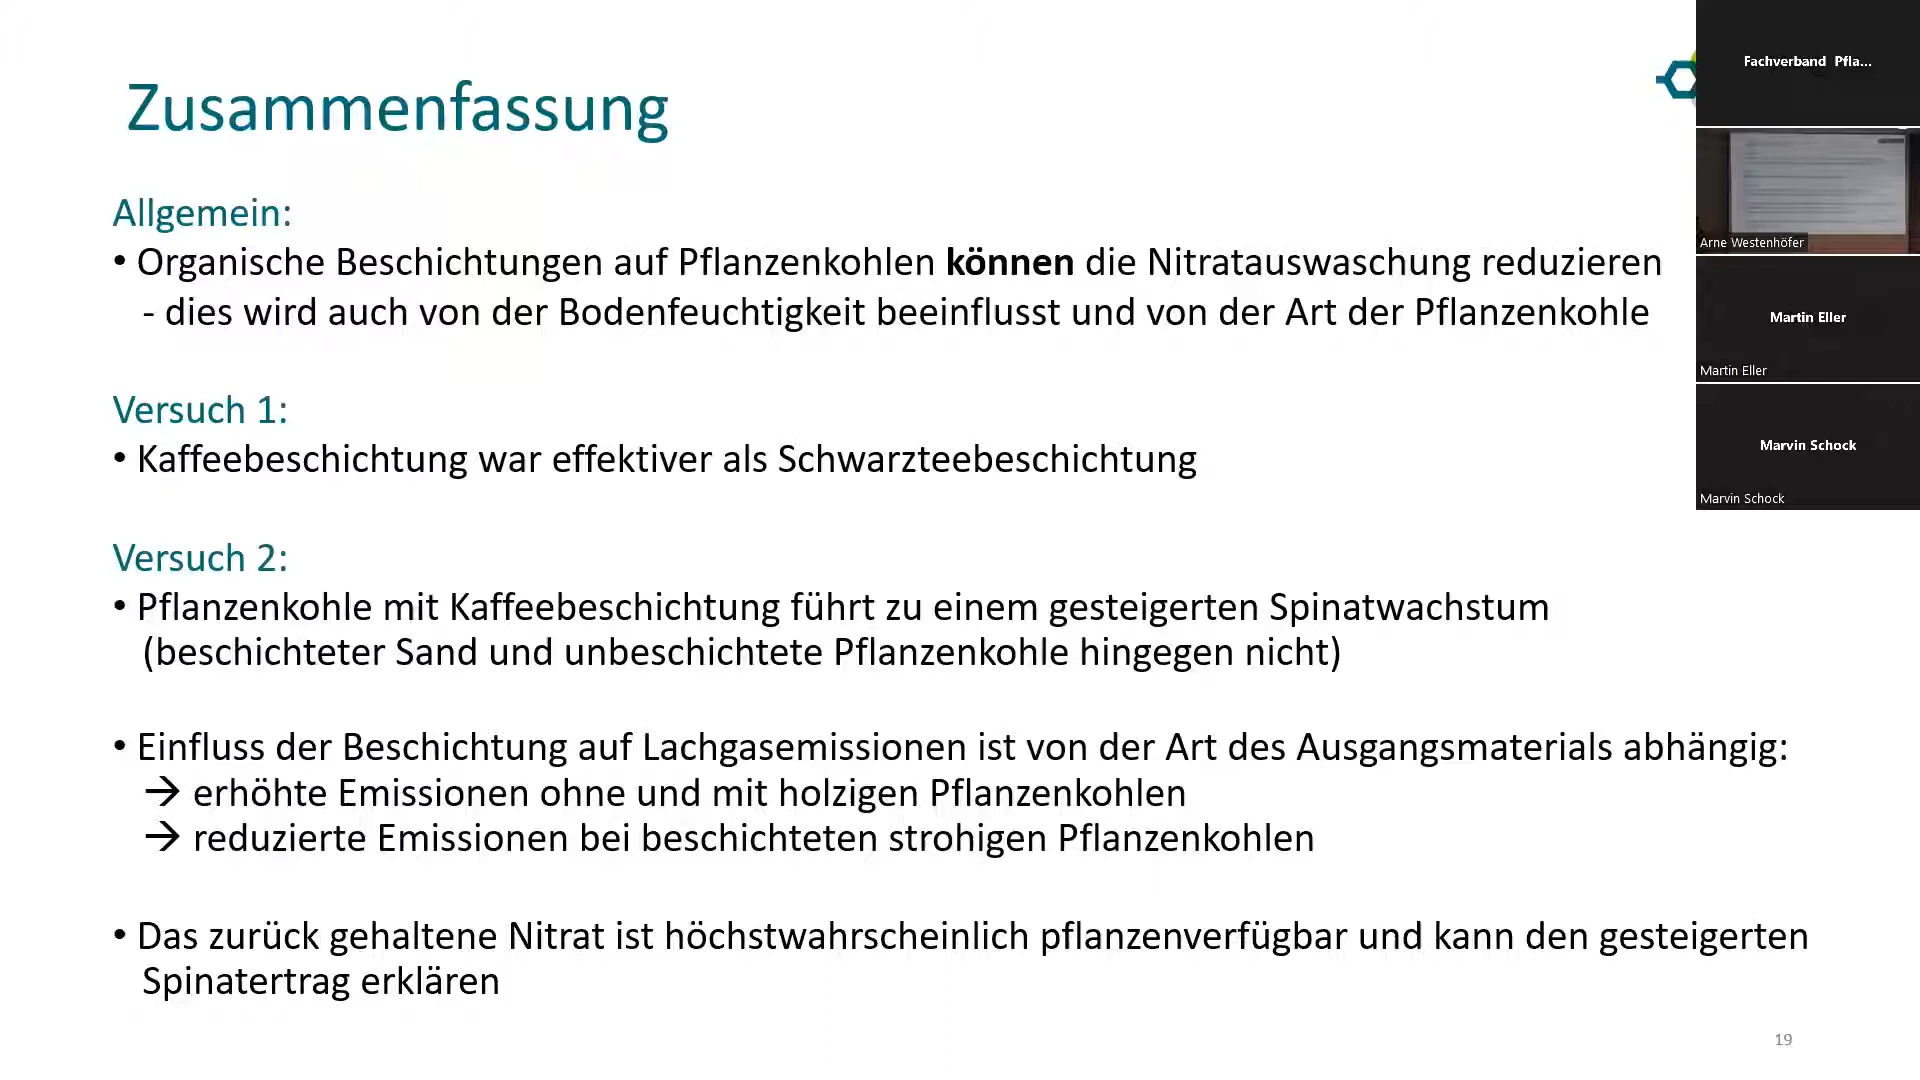 Zusammenfassung
Allgemein:
• Organische Beschichtungen auf Pflanzenkohlen können die Nitratauswaschung reduzieren
- dies wird auch von der Bodenfeuchtigkeit beeinflusst und von der Art der Pflanzenkohle
Versuch 1:
• Kaffeebeschichtung war effektiver als Schwarzteebeschichtung
Versuch 2:
• Pflanzenkohle mit Kaffeebeschichtung führt zu einem gesteigerten Spinatwachstum
(beschichteter Sand und unbeschichtete Pflanzenkohle hingegen nicht)
• Einfluss der Beschichtung auf Lachgasemissionen ist von der Art des Ausgangsmaterials abhängig:
→ erhöhte Emissionen ohne und mit holzigen Pflanzenkohlen
→ reduzierte Emissionen bei beschichteten strohigen Pflanzenkohlen
• Das zurück gehaltene Nitrat ist höchstwahrscheinlich pflanzenverfügbar und kann den gesteigerten
Spinatertrag erklären
19
Fachverband Pfla...
Arne Westenhöfer
Martin Eller
Martin Eller
Marvin Schock
Marvin Schock